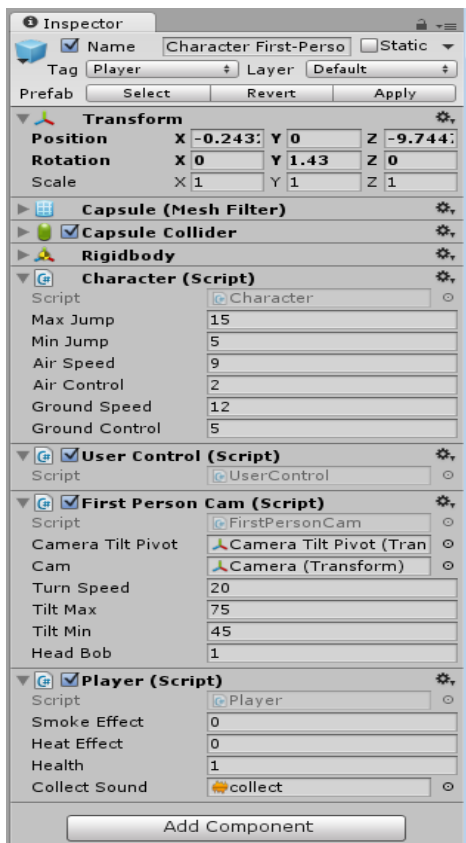 Inspector
Name Character First-Perso Static
Tag Player Layer Default
Prefab Select Revert Apply
Transform
Position X -0.243 Y 0 Z -9.744
Rotation X 0 Y 1.43 Z 0
Scale X 1 Y 1 Z 1
Capsule (Mesh Filter)
Capsule Collider
Rigidbody
Character (Script)
Script Character
Max Jump 15
Min Jump 5
Air Speed 9
Air Control 2
Ground Speed 12
Ground Control 5
User Control (Script)
Script UserControl
First Person Cam (Script)
Script FirstPersonCam
Camera Tilt Pivot Camera Tilt Pivot (Tran
Cam Camera (Transform)
Turn Speed 20
Tilt Max 75
Tilt Min 45
Head Bob 1
Player (Script)
Script Player
Smoke Effect 0
Heat Effect 0
Health 1
Collect Sound collect
Add Component